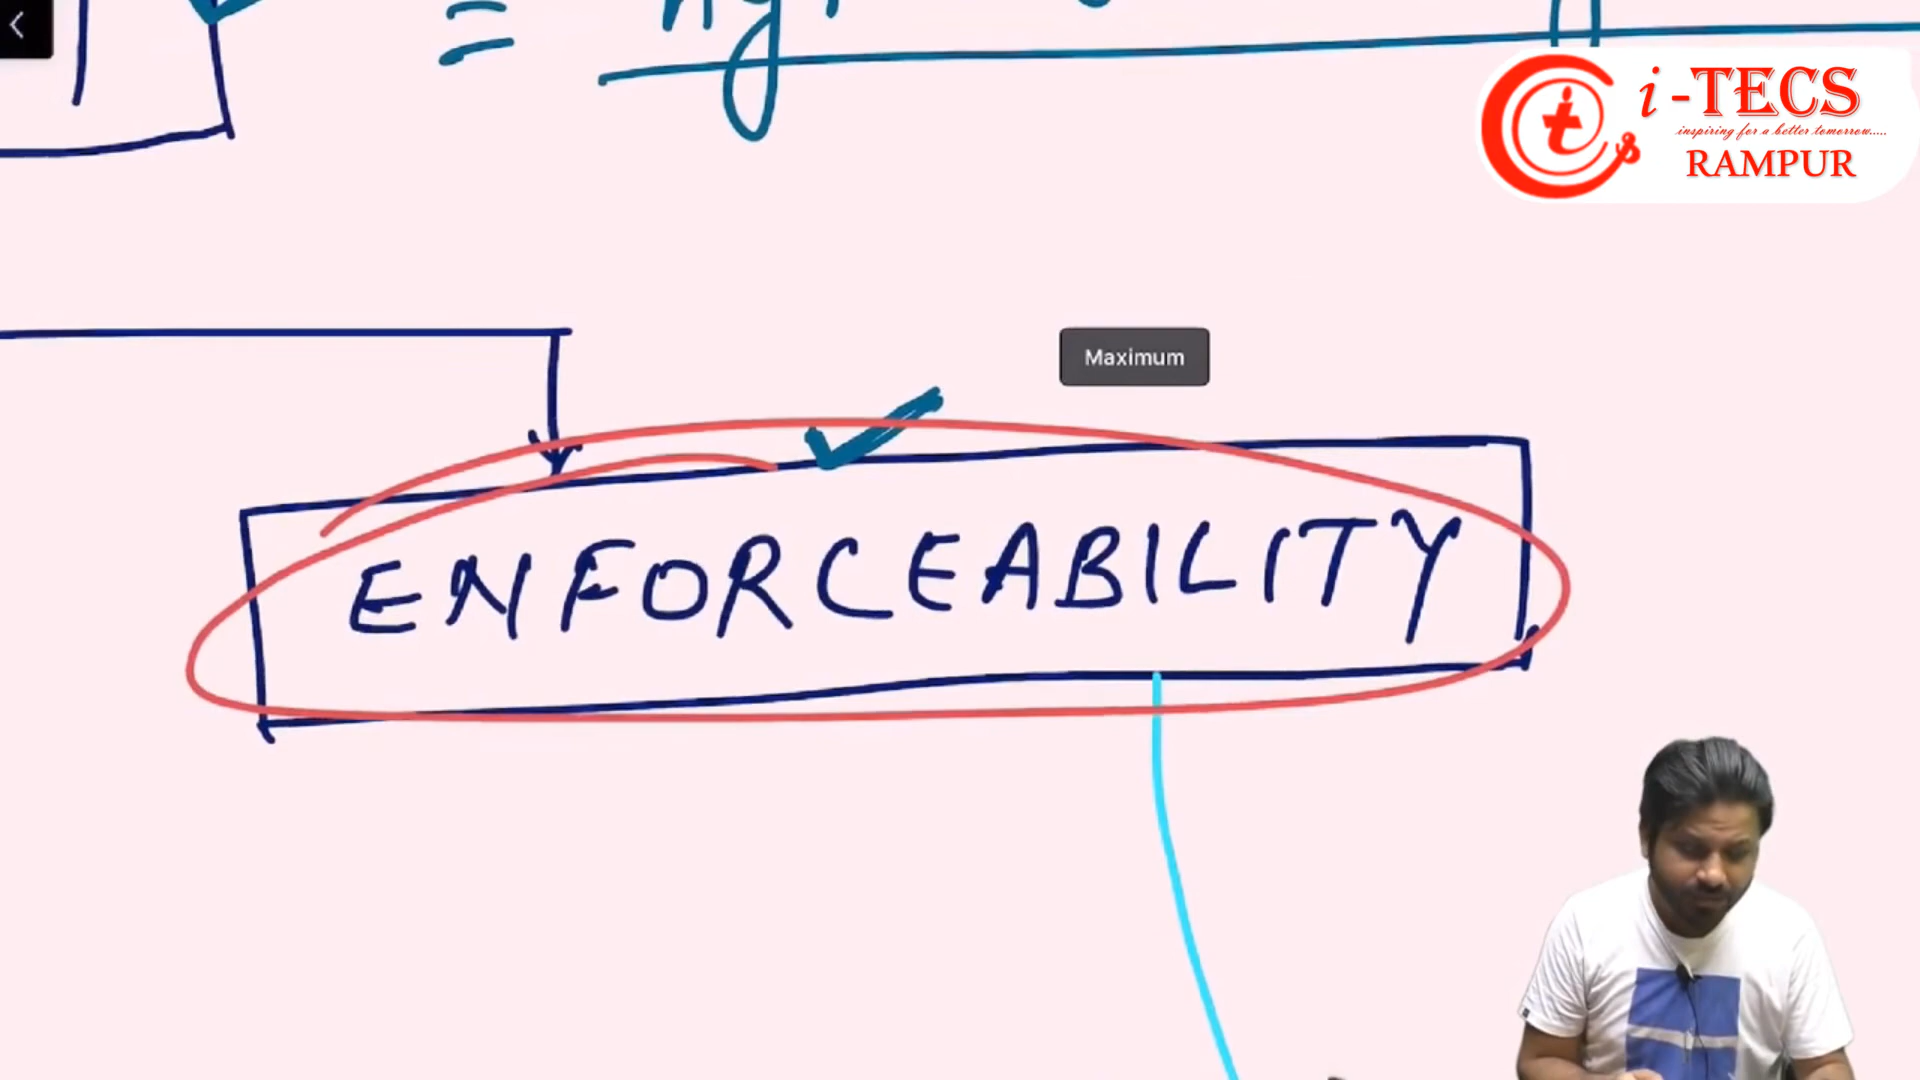 i-TECS
inspiring for a better tomorrow.....
RAMPUR
Maximum
ENFORCEABILITY